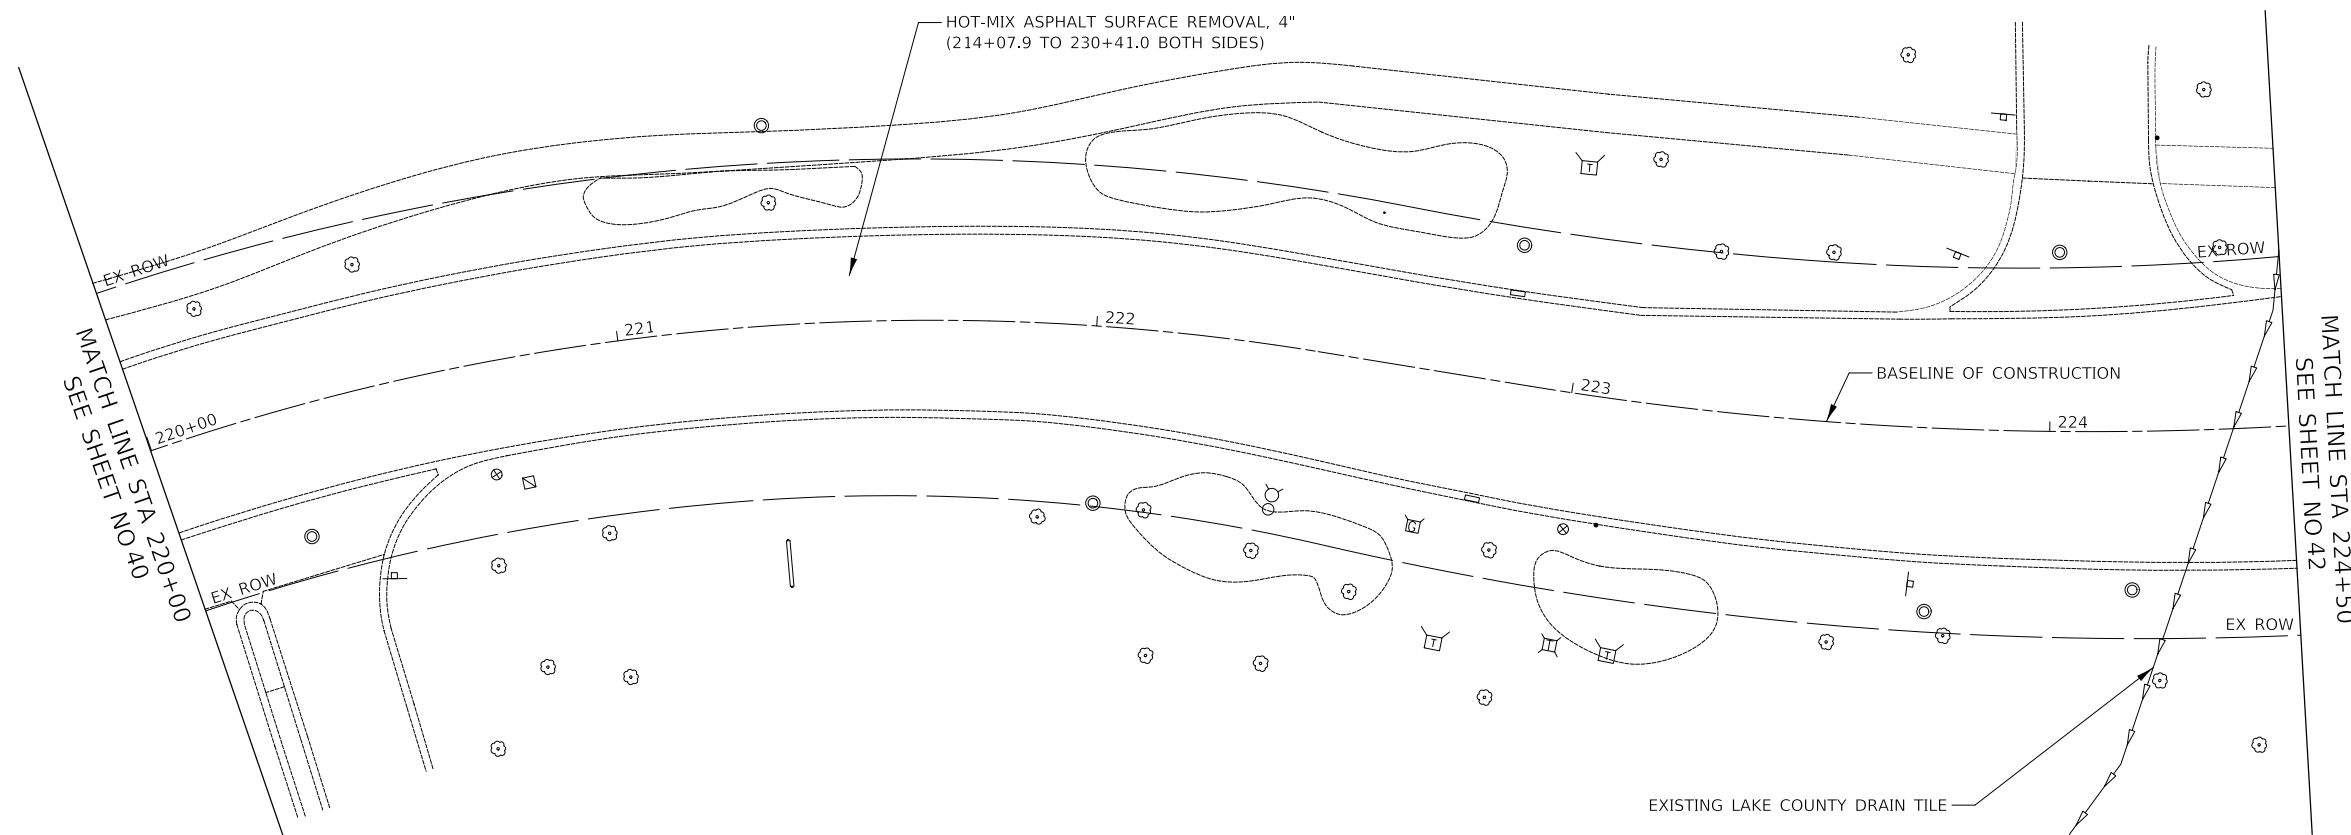 HOT-MIX ASPHALT SURFACE REMOVAL, 4"
(214+07.9 TO 230+41.0 BOTH SIDES)
EX ROW
EX ROW
MATCH LINE STA 220+00
SEE SHEET NO 40
220+00
221
222
223
224
BASELINE OF CONSTRUCTION
MATCH LINE STA 224+50
SEE SHEET NO 42
T
G
T
T
T
EX ROW
EX ROW
EXISTING LAKE COUNTY DRAIN TILE